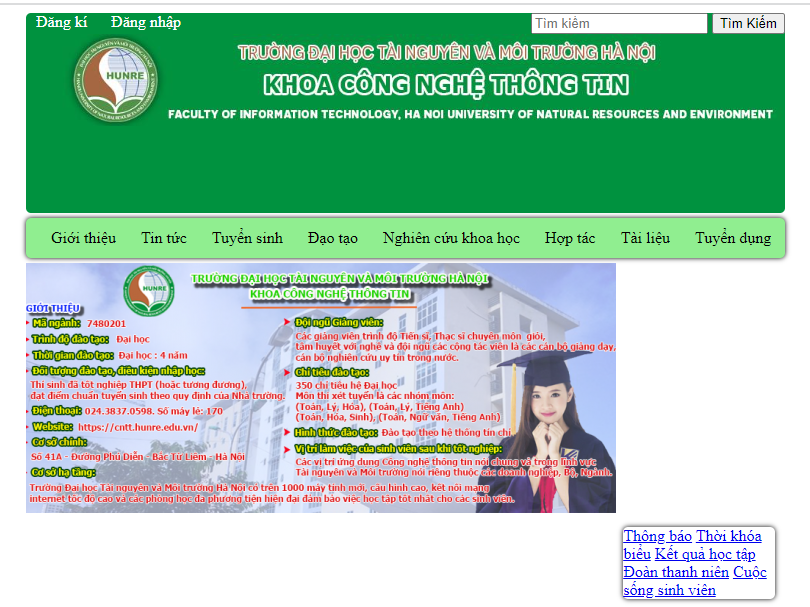 Đăng kí Đăng nhập Tìm kiếm Tìm Kiếm
TRƯỜNG ĐẠI HỌC TÀI NGUYÊN VÀ MÔI TRƯỜNG HÀ NỘI
HUNRE
KHOA CÔNG NGHỆ THÔNG TIN
FACULTY OF INFORMATION TECHNOLOGY, HA NOI UNIVERSITY OF NATURAL RESOURCES AND ENVIRONMENT
Giới thiệu Tin tức Tuyển sinh Đạo tạo Nghiên cứu khoa học Hợp tác Tài liệu Tuyển dụng
TRƯỜNG ĐẠI HỌC TÀI NGUYÊN VÀ MÔI TRƯỜNG HÀ NỘI
HUNRE
KHOA CÔNG NGHỆ THÔNG TIN
GIỚI THIỆU
Mã ngành: 7480201
Trình độ đào tạo: Đại học
Thời gian đào tạo: Đại học : 4 năm
Đối tượng đào tạo, điều kiện nhập học:
Thí sinh đã tốt nghiệp THPT (hoặc tương đương),
đạt điểm chuẩn tuyển sinh theo quy định của Nhà trường.
Điện thoại: 024.3837.0598. Số máy lẻ: 170
Website: https://cntt.hunre.edu.vn/
Cơ sở chính:
Số 41A - Đường Phú Diễn - Bắc Từ Liêm - Hà Nội
Cơ sở hạ tầng:
Đội ngũ Giảng viên:
Các giảng viên trình độ Tiến sĩ, Thạc sĩ chuyên môn giỏi,
tâm huyết với nghề và đội ngũ các cộng tác viên là các cán bộ giảng dạy,
cán bộ nghiên cứu uy tín trong nước.
Chỉ tiêu đào tạo:
350 chỉ tiêu hệ Đại học
Môn thi xét tuyển là các nhóm môn:
(Toán, Lý, Hóa), (Toán, Lý, Tiếng Anh)
(Toán, Hóa, Sinh), (Toán, Ngữ văn, Tiếng Anh)
Hình thức đào tạo: Đào tạo theo hệ thống tín chỉ
Vị trí làm việc của sinh viên sau khi tốt nghiệp:
Các vị trí ứng dụng Công nghệ thông tin nói chung và trong lĩnh vực
Tài nguyên và Môi trường nói riêng thuộc các doanh nghiệp, Bộ, Ngành.
Trường Đại học Tài nguyên và Môi trường Hà Nội có trên 1000 máy tính mới, cấu hình cao, kết nối mạng
internet tốc độ cao và các phòng học đa phương tiện hiện đại đảm bảo việc học tập tốt nhất cho các sinh viên.
Thông báo Thời khóa
biểu Kết quả học tập
Đoàn thanh niên Cuộc
sống sinh viên